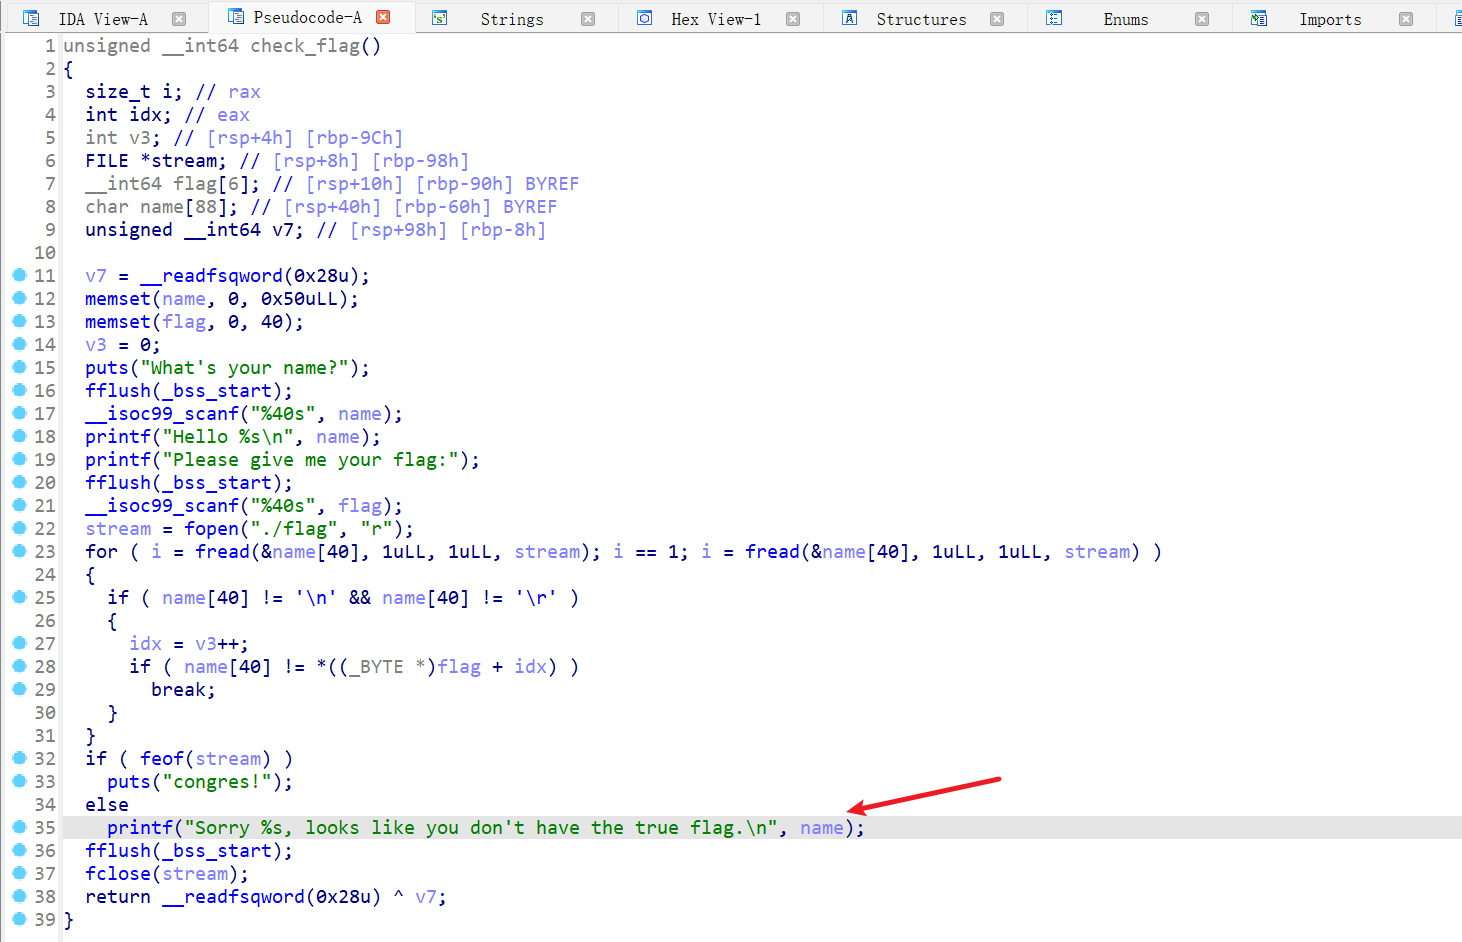 IDA View-A Pseudocode-A Strings Hex View-1 Structures Enums Imports
1 unsigned __int64 check_flag()
2 {
3   size_t i; // rax
4   int idx; // eax
5   int v3; // [rsp+4h] [rbp-9Ch]
6   FILE *stream; // [rsp+8h] [rbp-98h]
7   __int64 flag[6]; // [rsp+10h] [rbp-90h] BYREF
8   char name[88]; // [rsp+40h] [rbp-60h] BYREF
9   unsigned __int64 v7; // [rsp+98h] [rbp-8h]
10
11   v7 = __readfsqword(0x28u);
12   memset(name, 0, 0x50uLL);
13   memset(flag, 0, 40);
14   v3 = 0;
15   puts("What's your name?");
16   fflush(_bss_start);
17   __isoc99_scanf("%40s", name);
18   printf("Hello %s\n", name);
19   printf("Please give me your flag:");
20   fflush(_bss_start);
21   __isoc99_scanf("%40s", flag);
22   stream = fopen("./flag", "r");
23   for ( i = fread(&name[40], 1uLL, 1uLL, stream); i == 1; i = fread(&name[40], 1uLL, 1uLL, stream) )
24   {
25     if ( name[40] != '\n' && name[40] != '\r' )
26     {
27       idx = v3++;
28       if ( name[40] != *((_BYTE *)flag + idx) )
29         break;
30     }
31   }
32   if ( feof(stream) )
33     puts("congres!");
34   else
35     printf("Sorry %s, looks like you don't have the true flag.\n", name);
36   fflush(_bss_start);
37   fclose(stream);
38   return __readfsqword(0x28u) ^ v7;
39 }